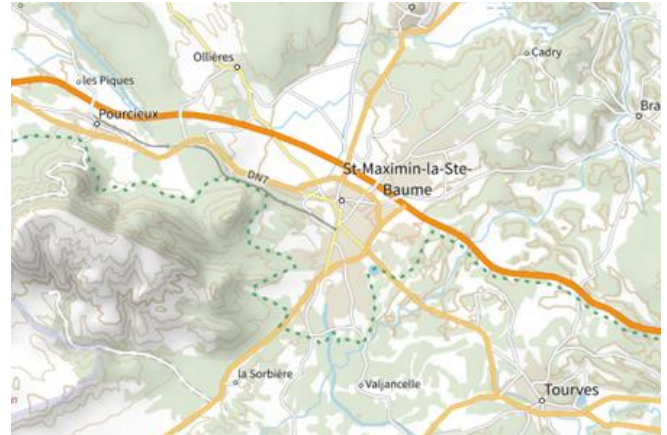 Ollières
Cadry
les Piques
Pourcieux
Bra
St-Maximin-la-Ste-
Baume
DN7
la Sorbière
Valjancelle
Tourves